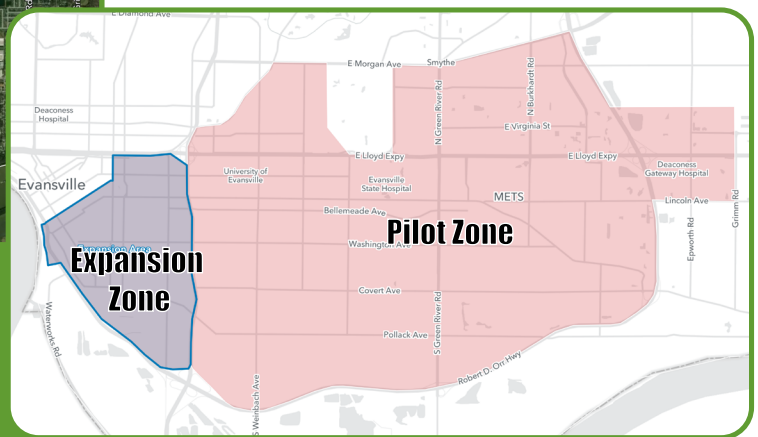 E Diamond Ave
E Morgan Ave
Smythe
N Green River Rd
N Burkhardt Rd
Deaconess
Hospital
E Virginia St
E Lloyd Expy
E Lloyd Expy
University of
Evansville
Evansville
State Hospital
Deaconess
Gateway Hospital
Evansville
METS
Lincoln Ave
Grimm Rd
Bellemeade Ave
Epworth Rd
Pilot Zone
Washington Ave
Expansion Area
Expansion
Zone
Covert Ave
Waterworks Rd
S Green River Rd
Pollack Ave
Robert D. Orr Hwy
S Weinbach Ave